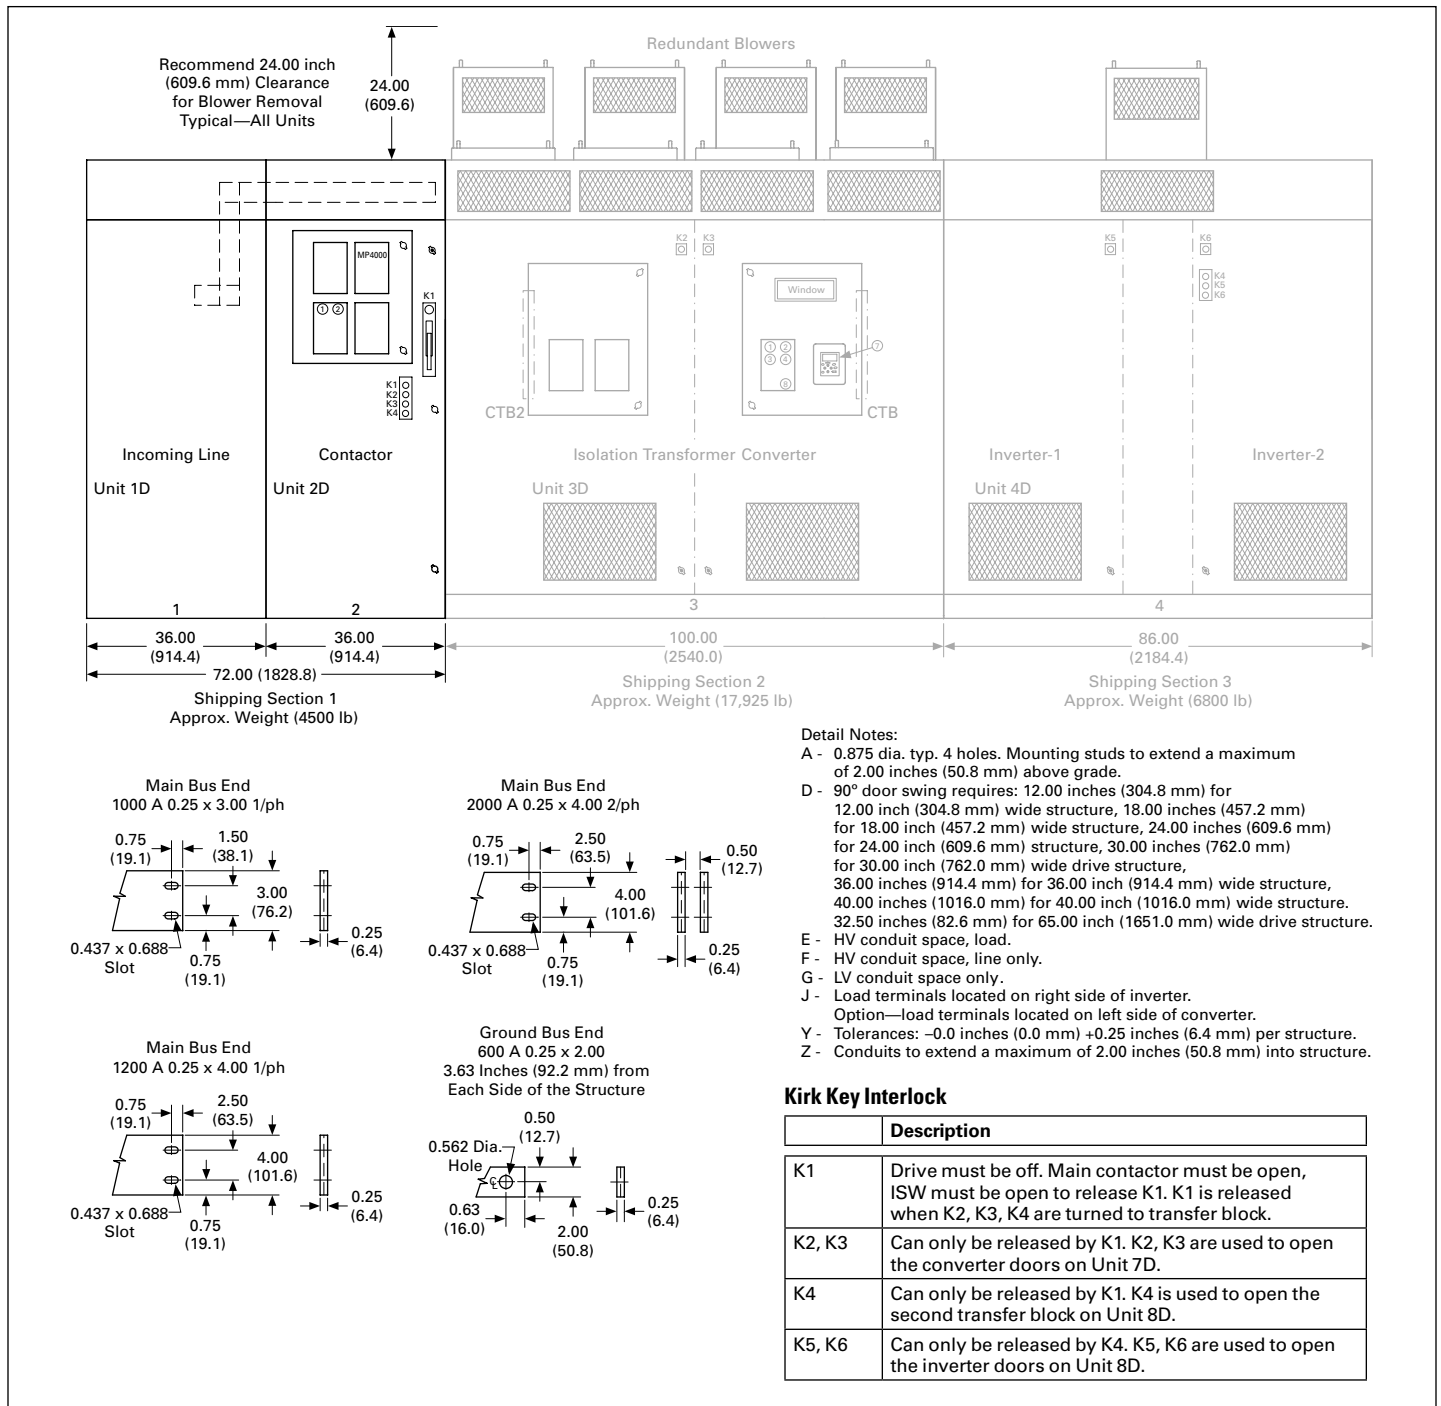 Redundant Blowers
Recommend 24.00 inch
(609.6 mm) Clearance
for Blower Removal
Typical—All Units
24.00
(609.6)
K2
K3
K5
K6
MP4000
K1
1 2
Window
K4
K5
K6
1 2
3 4
7
8
K1
K2
K3
K4
CTB2
CTB
Incoming Line
Contactor
Isolation Transformer Converter
Inverter-1
Inverter-2
Unit 1D
Unit 2D
Unit 3D
Unit 4D
1
2
3
4
36.00
(914.4)
36.00
(914.4)
100.00
(2540.0)
86.00
(2184.4)
72.00 (1828.8)
Shipping Section 1
Approx. Weight (4500 lb)
Shipping Section 2
Approx. Weight (17,925 lb)
Shipping Section 3
Approx. Weight (6800 lb)
Main Bus End
1000 A 0.25 x 3.00 1/ph
0.75
(19.1)
1.50
(38.1)
3.00
(76.2)
0.437 x 0.688
Slot
0.75
(19.1)
0.25
(6.4)
Main Bus End
2000 A 0.25 x 4.00 2/ph
0.75
(19.1)
2.50
(63.5)
0.50
(12.7)
4.00
(101.6)
0.437 x 0.688
Slot
0.75
(19.1)
0.25
(6.4)
Main Bus End
1200 A 0.25 x 4.00 1/ph
0.75
(19.1)
2.50
(63.5)
4.00
(101.6)
0.437 x 0.688
Slot
0.75
(19.1)
0.25
(6.4)
Ground Bus End
600 A 0.25 x 2.00
3.63 Inches (92.2 mm) from
Each Side of the Structure
0.50
(12.7)
0.562 Dia.
Hole
℄
0.63
(16.0)
2.00
(50.8)
0.25
(6.4)
Detail Notes:
A - 0.875 dia. typ. 4 holes. Mounting studs to extend a maximum
of 2.00 inches (50.8 mm) above grade.
D - 90º door swing requires: 12.00 inches (304.8 mm) for
12.00 inch (304.8 mm) wide structure, 18.00 inches (457.2 mm)
for 18.00 inch (457.2 mm) wide structure, 24.00 inches (609.6 mm)
for 24.00 inch (609.6 mm) structure, 30.00 inches (762.0 mm)
for 30.00 inch (762.0 mm) wide drive structure,
36.00 inches (914.4 mm) for 36.00 inch (914.4 mm) wide structure,
40.00 inches (1016.0 mm) for 40.00 inch (1016.0 mm) wide structure.
32.50 inches (82.6 mm) for 65.00 inch (1651.0 mm) wide drive structure.
E - HV conduit space, load.
F - HV conduit space, line only.
G - LV conduit space only.
J - Load terminals located on right side of inverter.
Option—load terminals located on left side of converter.
Y - Tolerances: –0.0 inches (0.0 mm) +0.25 inches (6.4 mm) per structure.
Z - Conduits to extend a maximum of 2.00 inches (50.8 mm) into structure.
Kirk Key Interlock
Description
K1 Drive must be off. Main contactor must be open,
ISW must be open to release K1. K1 is released
when K2, K3, K4 are turned to transfer block.
K2, K3 Can only be released by K1. K2, K3 are used to open
the converter doors on Unit 7D.
K4 Can only be released by K1. K4 is used to open the
second transfer block on Unit 8D.
K5, K6 Can only be released by K4. K5, K6 are used to open
the inverter doors on Unit 8D.